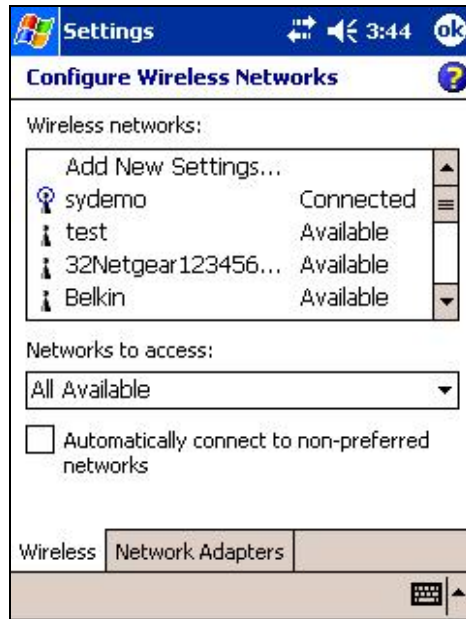 Settings 3:44 ok
Configure Wireless Networks ?
Wireless networks:
Add New Settings...
sydemo Connected
test Available
32Netgear123456... Available
Belkin Available
Networks to access:
All Available
Automatically connect to non-preferred
networks
Wireless Network Adapters